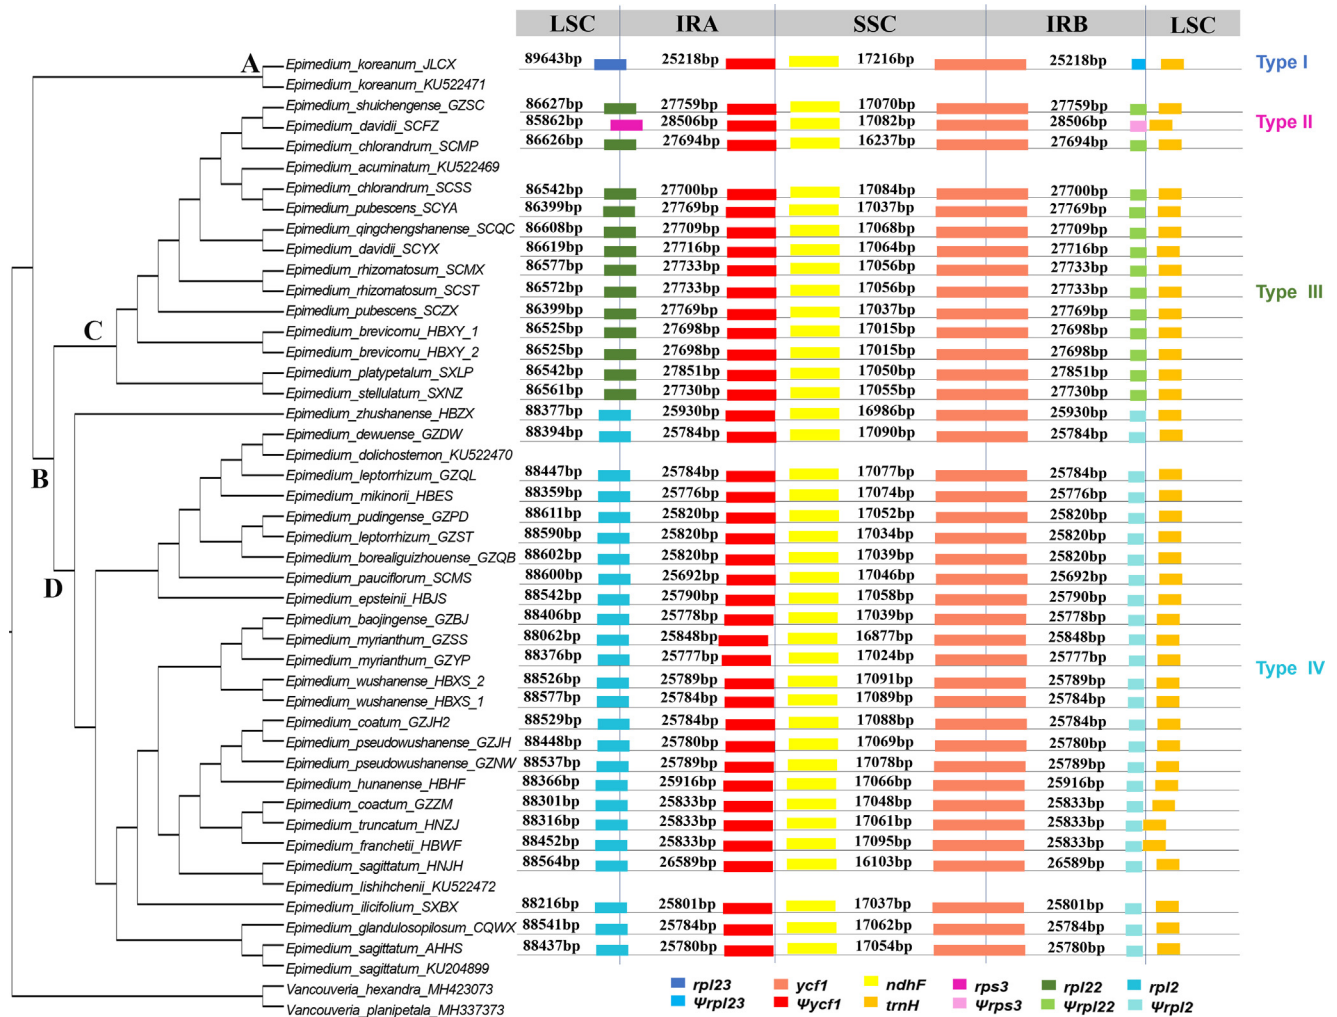 LSC IRA SSC IRB LSC
A Epimedium_koreanum_JLCX 89643bp 25218bp 17216bp 25218bp Type I
Epimedium_koreanum_KU522471
Epimedium_shuichengense_GZSC 86627bp 27759bp 17070bp 27759bp
Epimedium_davidii_SCFZ 85862bp 28506bp 17082bp 28506bp Type II
Epimedium_chlorandrum_SCMP 86626bp 27694bp 16237bp 27694bp
Epimedium_acuminatum_KU522469
Epimedium_chlorandrum_SCSS 86542bp 27700bp 17084bp 27700bp
Epimedium_pubescens_SCYA 86399bp 27769bp 17037bp 27769bp
Epimedium_qingchengshanense_SCQC 86608bp 27709bp 17068bp 27709bp
Epimedium_davidii_SCYX 86619bp 27716bp 17064bp 27716bp
Epimedium_rhizomatosum_SCMX 86577bp 27733bp 17056bp 27733bp
Epimedium_rhizomatosum_SCST 86572bp 27733bp 17056bp 27733bp Type III
Epimedium_pubescens_SCZX 86399bp 27769bp 17037bp 27769bp
C Epimedium_brevicornu_HBXY_1 86525bp 27698bp 17015bp 27698bp
Epimedium_brevicornu_HBXY_2 86525bp 27698bp 17015bp 27698bp
Epimedium_platypetalum_SXLP 86542bp 27851bp 17050bp 27851bp
Epimedium_stellulatum_SXNZ 86561bp 27730bp 17055bp 27730bp
Epimedium_zhushanense_HBZX 88377bp 25930bp 16986bp 25930bp
Epimedium_dewuense_GZDW 88394bp 25784bp 17090bp 25784bp
Epimedium_dolichostemon_KU522470
B Epimedium_leptorrhizum_GZQL 88447bp 25784bp 17077bp 25784bp
Epimedium_mikinorii_HBES 88359bp 25776bp 17074bp 25776bp
Epimedium_pudingense_GZPD 88611bp 25820bp 17052bp 25820bp
Epimedium_leptorrhizum_GZST 88590bp 25820bp 17034bp 25820bp
Epimedium_borealiguizhouense_GZQB 88602bp 25820bp 17039bp 25820bp
D Epimedium_pauciflorum_SCMS 88600bp 25692bp 17046bp 25692bp
Epimedium_epsteinii_HBJS 88542bp 25790bp 17058bp 25790bp
Epimedium_baojingense_GZBJ 88406bp 25778bp 17039bp 25778bp
Epimedium_myrianthum_GZSS 88062bp 25848bp 16877bp 25848bp
Epimedium_myrianthum_GZYP 88376bp 25777bp 17024bp 25777bp Type IV
Epimedium_wushanense_HBXS_2 88526bp 25789bp 17091bp 25789bp
Epimedium_wushanense_HBXS_1 88577bp 25784bp 17089bp 25784bp
Epimedium_coatum_GZJH2 88529bp 25784bp 17088bp 25784bp
Epimedium_pseudowushanense_GZJH 88448bp 25780bp 17069bp 25780bp
Epimedium_pseudowushanense_GZNW 88537bp 25789bp 17078bp 25789bp
Epimedium_hunanense_HBHF 88366bp 25916bp 17066bp 25916bp
Epimedium_coactum_GZZM 88301bp 25833bp 17048bp 25833bp
Epimedium_truncatum_HNZJ 88316bp 25833bp 17061bp 25833bp
Epimedium_franchetii_HBWF 88452bp 25833bp 17095bp 25833bp
Epimedium_sagittatum_HNJH 88564bp 26589bp 16103bp 26589bp
Epimedium_lishihchenii_KU522472
Epimedium_ilicifolium_SXBX 88216bp 25801bp 17037bp 25801bp
Epimedium_glandulosopilosum_CQWX 88541bp 25784bp 17062bp 25784bp
Epimedium_sagittatum_AHHS 88437bp 25780bp 17054bp 25780bp
Epimedium_sagittatum_KU204899
Vancouveria_hexandra_MH423073
Vancouveria_planipetala_MH337373
rpl23 ycf1 ndhF rps3 rpl22 rpl2
Ψrpl23 Ψycf1 trnH Ψrps3 Ψrpl22 Ψrpl2